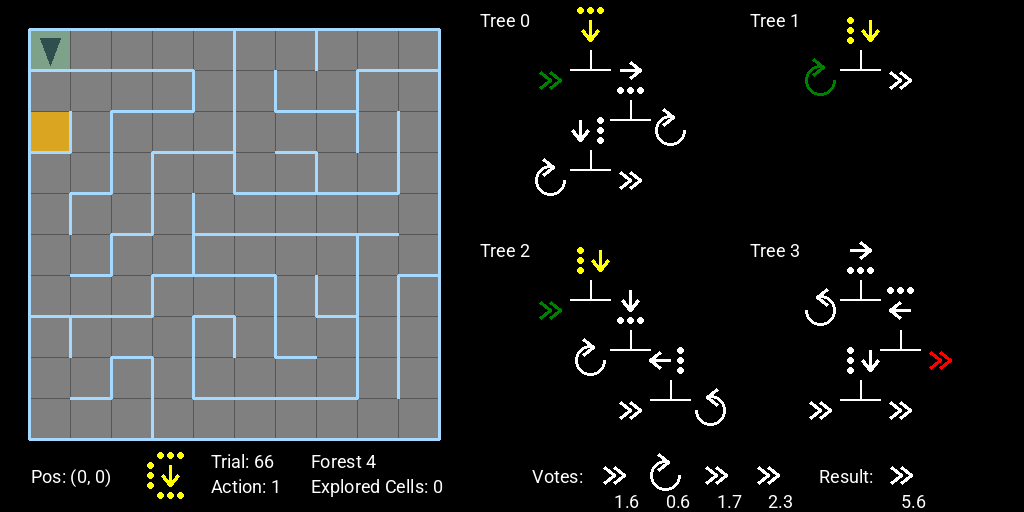 Tree 0
Tree 1
Tree 2
Tree 3
Pos: (0, 0)
Trial: 66
Forest 4
Action: 1
Explored Cells: 0
Votes:
Result:
1.6
0.6
1.7
2.3
5.6